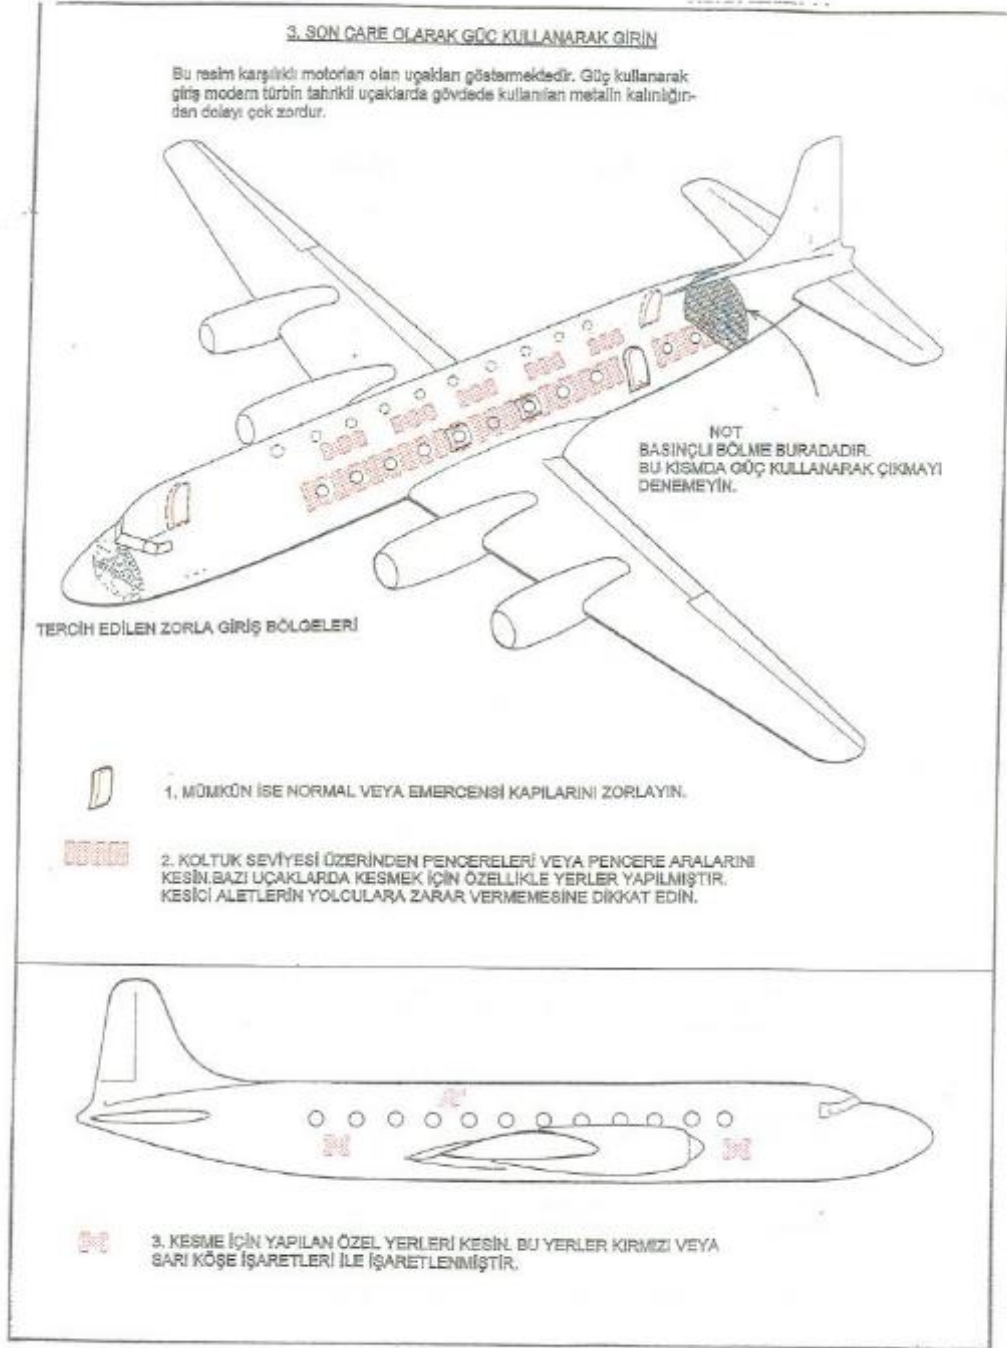 3. SON CARE OLARAK GÜÇ KULLANARAK GIRIN
Bu resim karşılıklı motorları olan uçakları göstermektedir. Güç kullanarak
giriş modern türbin tahrikli uçaklarda gövdede kullanılan metalin kalınlığın-
dan dolayı çok zordur.
NOT
BASINÇLI BÖLME BURADADIR.
BU KISMDA GÜÇ KULLANARAK ÇIKMAYI
DENEMEYİN.
TERCİH EDİLEN ZORLA GİRİŞ BÖLGELERİ
1. MÜMKÜN İSE NORMAL VEYA EMERCENSİ KAPILARINI ZORLAYIN.
2. KOLTUK SEVİYESİ ÜZERİNDEN PENCERELERİ VEYA PENCERE ARALARINI
KESİN.BAZI UÇAKLARDA KESMEK İÇİN ÖZELLİKLE YERLER YAPILMIŞTIR.
KESİCİ ALETLERİN YOLCULARA ZARAR VERMEMESİNE DİKKAT EDİN.
3. KESME İÇİN YAPILAN ÖZEL YERLERİ KESİN. BU YERLER KIRMIZI VEYA
SARI KÖŞE İŞARETLERİ İLE İŞARETLENMİŞTİR.